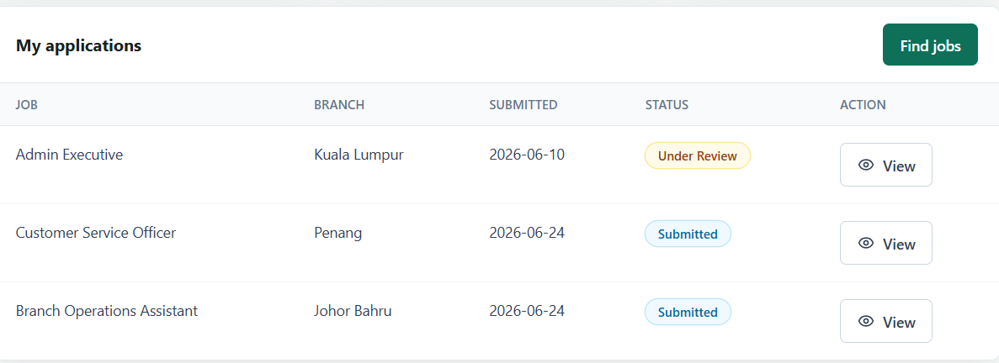 My applications
Find jobs
JOB BRANCH SUBMITTED STATUS ACTION
Admin Executive Kuala Lumpur 2026-06-10 Under Review View
Customer Service Officer Penang 2026-06-24 Submitted View
Branch Operations Assistant Johor Bahru 2026-06-24 Submitted View